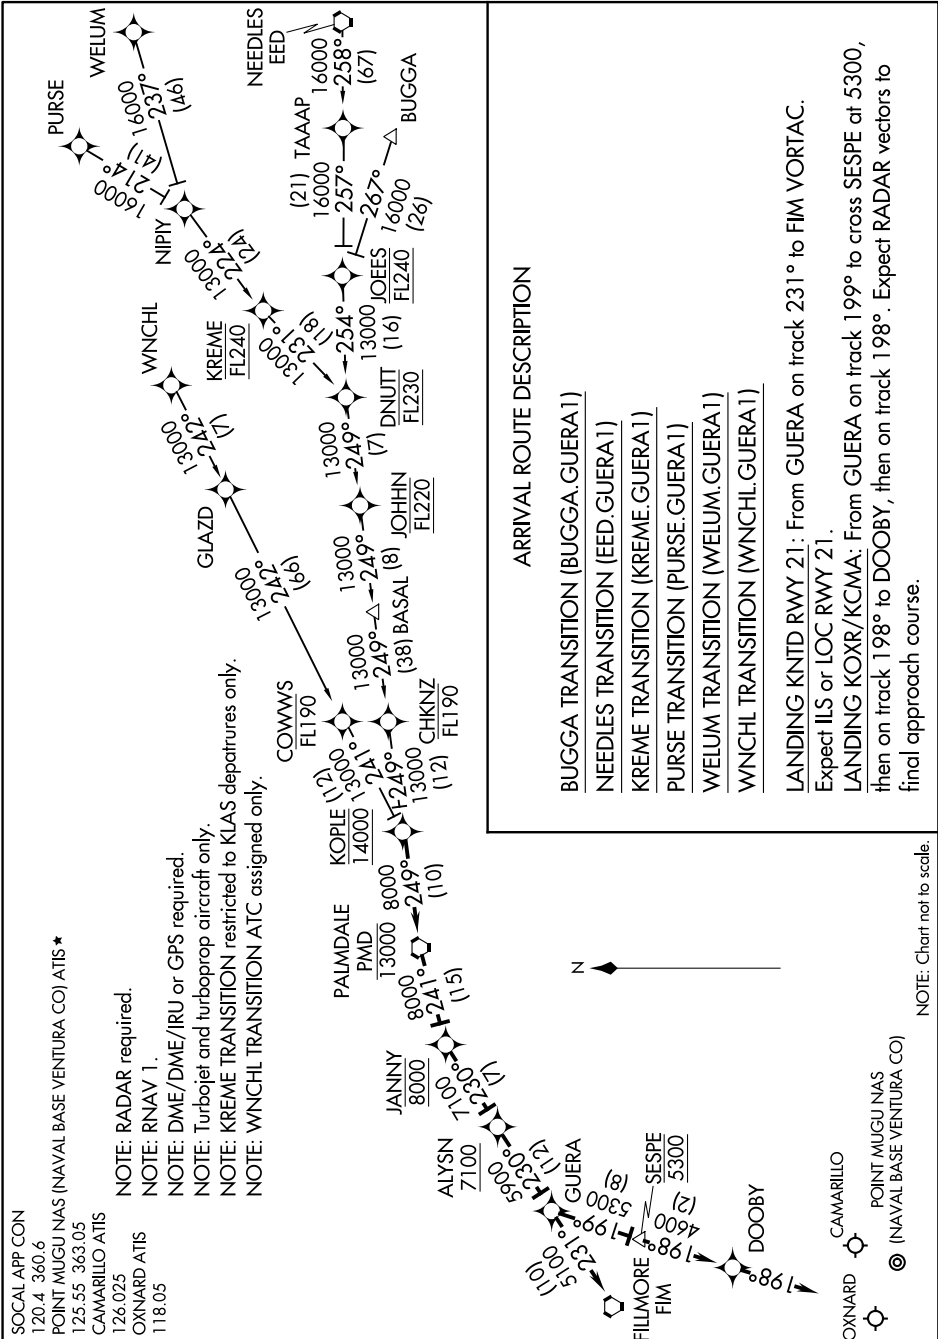 SOCAL APP CON
120.4 360.6
POINT MUGU NAS (NAVAL BASE VENTURA CO) ATIS ★
125.55 363.05
CAMARILLO ATIS
126.025
OXNARD ATIS
118.05
NOTE: RADAR required.
NOTE: RNAV 1.
NOTE: DME/DME/IRU or GPS required.
NOTE: Turbojet and turboprop aircraft only.
NOTE: KREME TRANSITION restricted to KLAS depatrures only.
NOTE: WNCHL TRANSITION ATC assigned only.
WELUM
16000
237°
(46)
PURSE
16000
214°
(41)
NIPIY
13000
224°
(24)
KREME
FL240
13000
231°
(18)
WNCHL
13000
242°
(7)
GLAZD
13000
242°
(66)
COWWS
FL190
(12)
13000
241°
NEEDLES
EED
16000
258°
(67)
TAAAP
(21)
16000
257°
BUGGA
267°
16000
(26)
JOEES
FL240
254°
13000
(16)
DNUTT
FL230
13000
249°
(7)
JOHHN
FL220
13000
249°
(8)
BASAL
13000
249°
(38)
CHKNZ
FL190
249°
13000
(12)
KOPLE
14000
8000
249°
(10)
PALMDALE
PMD
13000
8000
241°
(15)
JANNY
8000
7100
230°
(7)
ALYSN
7100
5900
230°
(12)
GUERA
(10)
5100
231°
FILLMORE
FIM
199°
5300
(8)
SESPE
5300
198°
4600
(2)
DOOBY
198°
OXNARD
CAMARILLO
POINT MUGU NAS
(NAVAL BASE VENTURA CO)
N
NOTE: Chart not to scale.
ARRIVAL ROUTE DESCRIPTION
BUGGA TRANSITION (BUGGA.GUERA1)
NEEDLES TRANSITION (EED.GUERA1)
KREME TRANSITION (KREME.GUERA1)
PURSE TRANSITION (PURSE.GUERA1)
WELUM TRANSITION (WELUM.GUERA1)
WNCHL TRANSITION (WNCHL.GUERA1)
LANDING KNTD RWY 21: From GUERA on track 231° to FIM VORTAC.
Expect ILS or LOC RWY 21.
LANDING KOXR/KCMA: From GUERA on track 199° to cross SESPE at 5300,
then on track 198° to DOOBY, then on track 198°. Expect RADAR vectors to
final approach course.